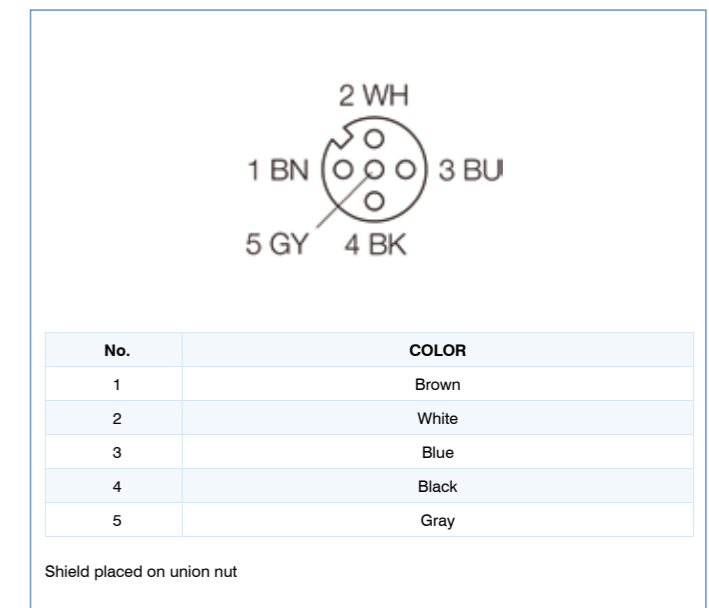 2 WH
1 BN
3 BU
5 GY
4 BK
No. COLOR
1 Brown
2 White
3 Blue
4 Black
5 Gray
Shield placed on union nut